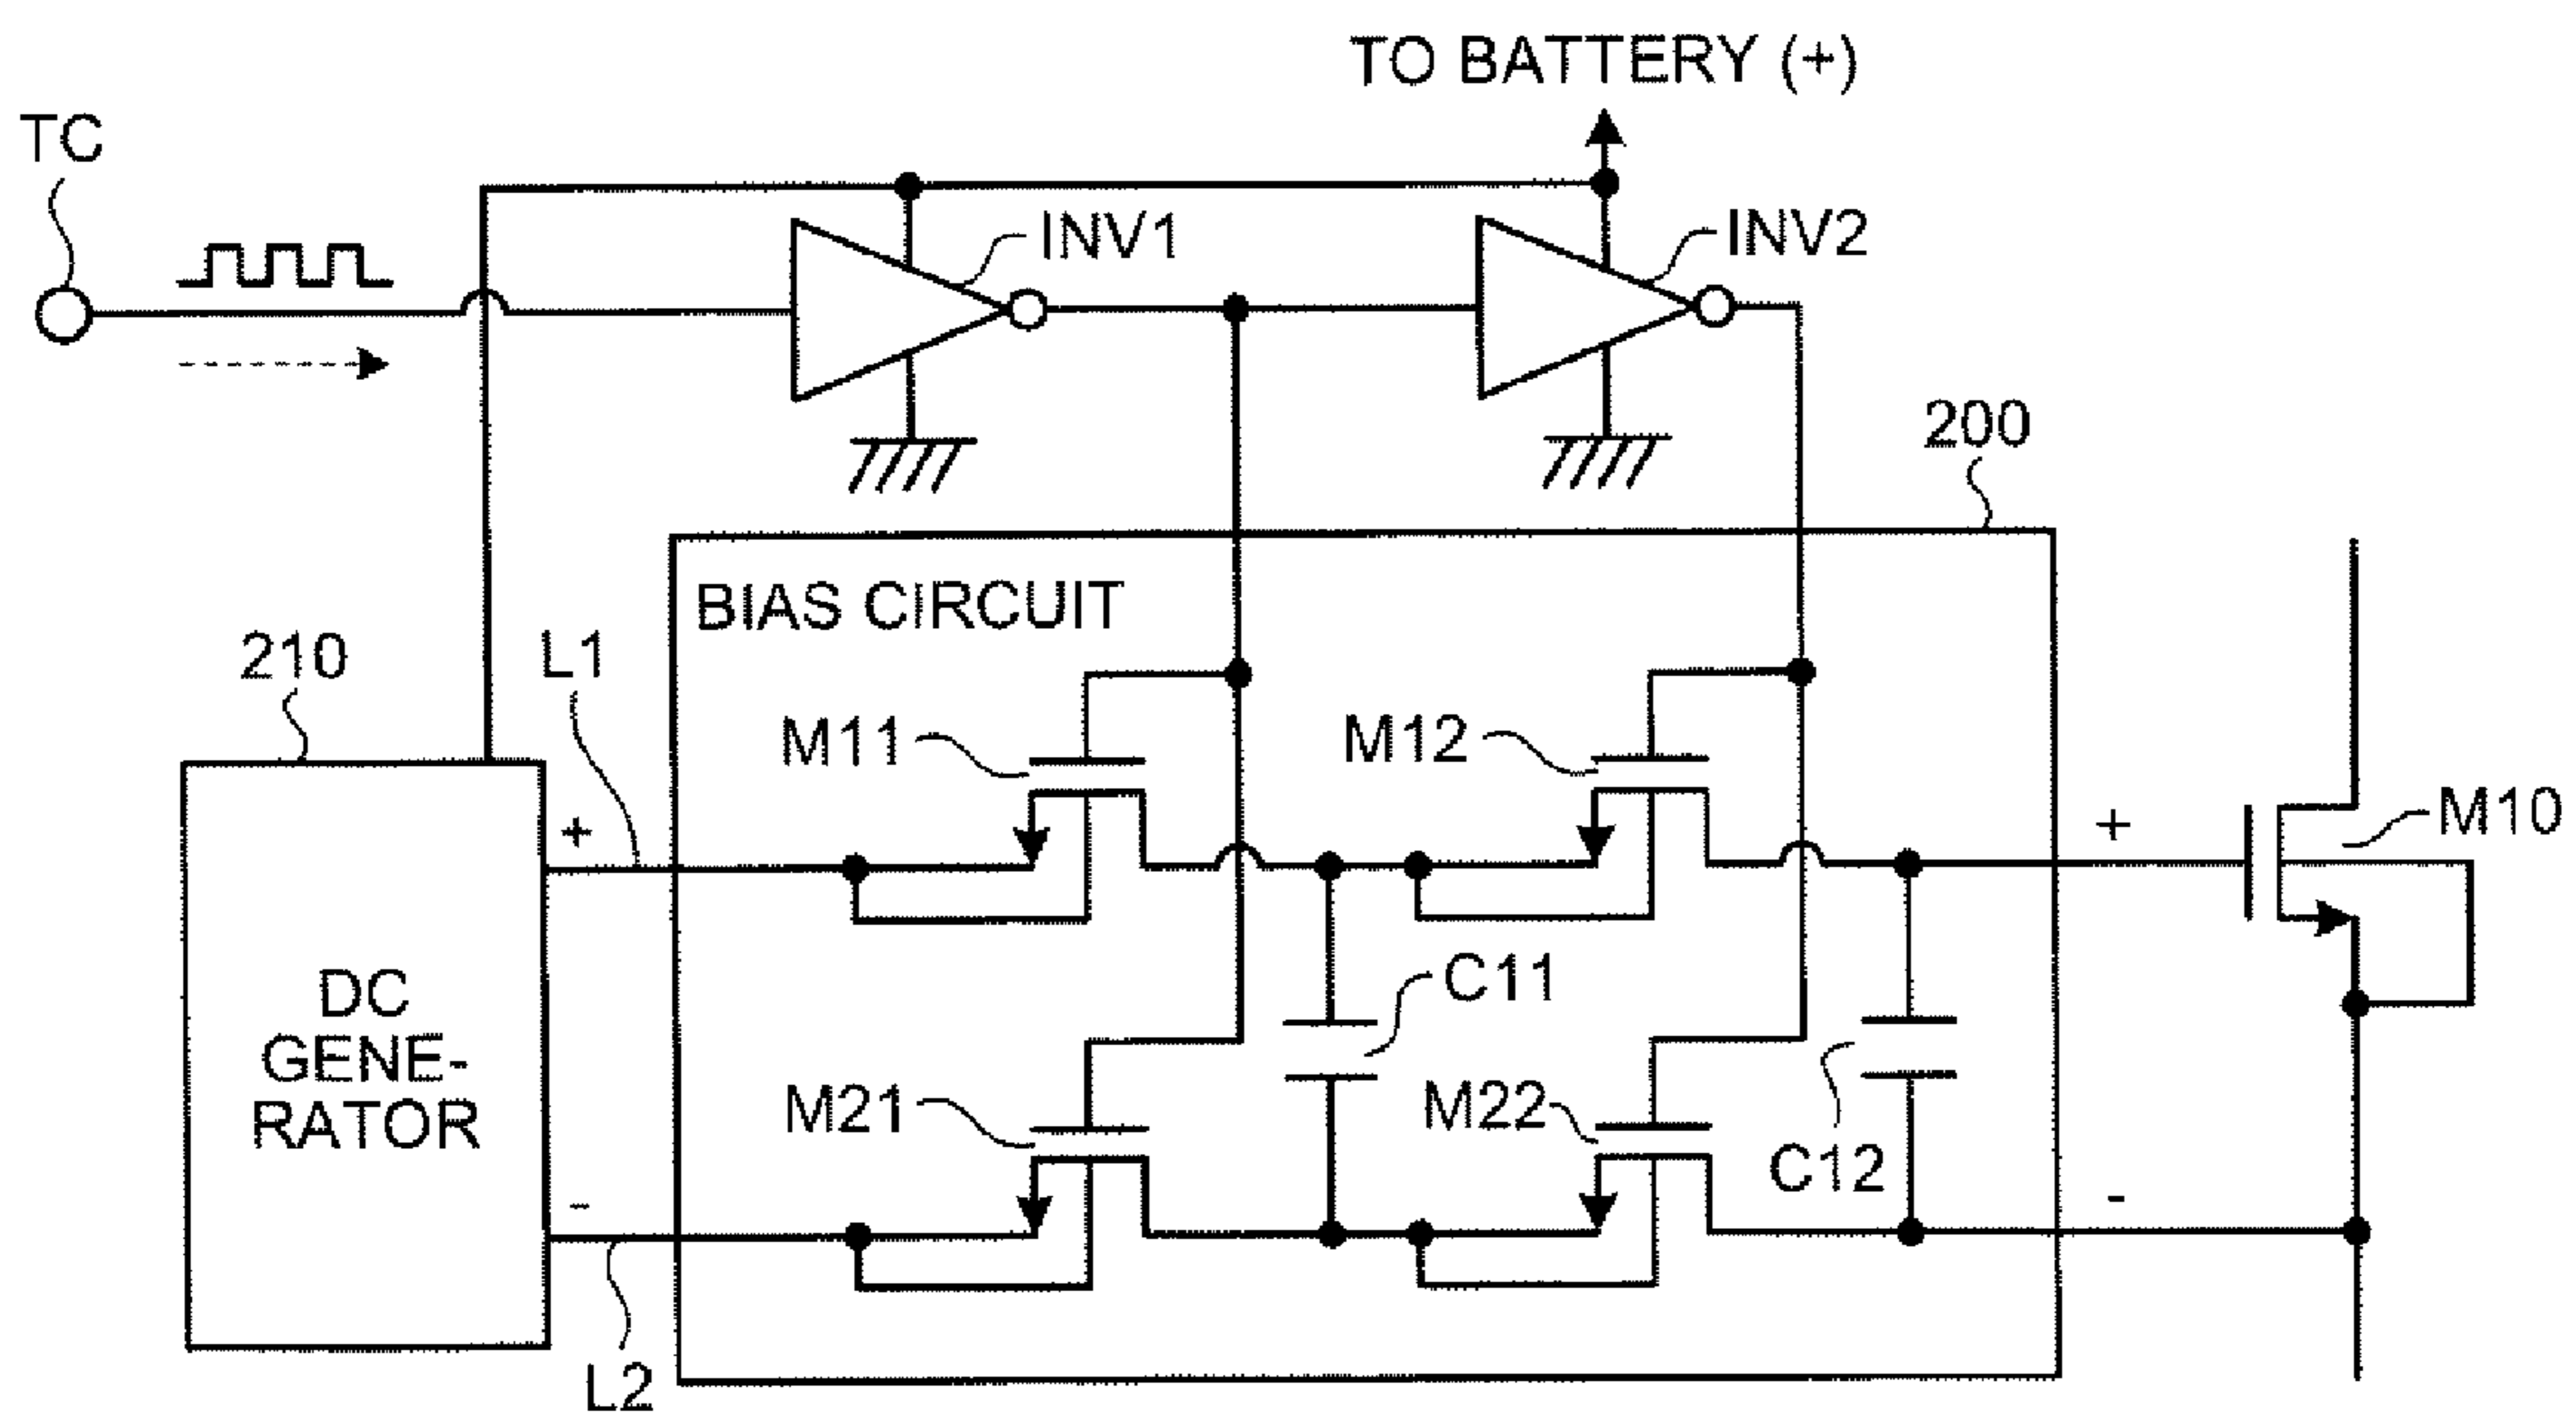 TO BATTERY (+)
TC
INV1
INV2
200
BIAS CIRCUIT
210
L1
M11
M12
M10
+
+
C11
DC
GENE-
RATOR
M21
M22
C12
-
-
L2